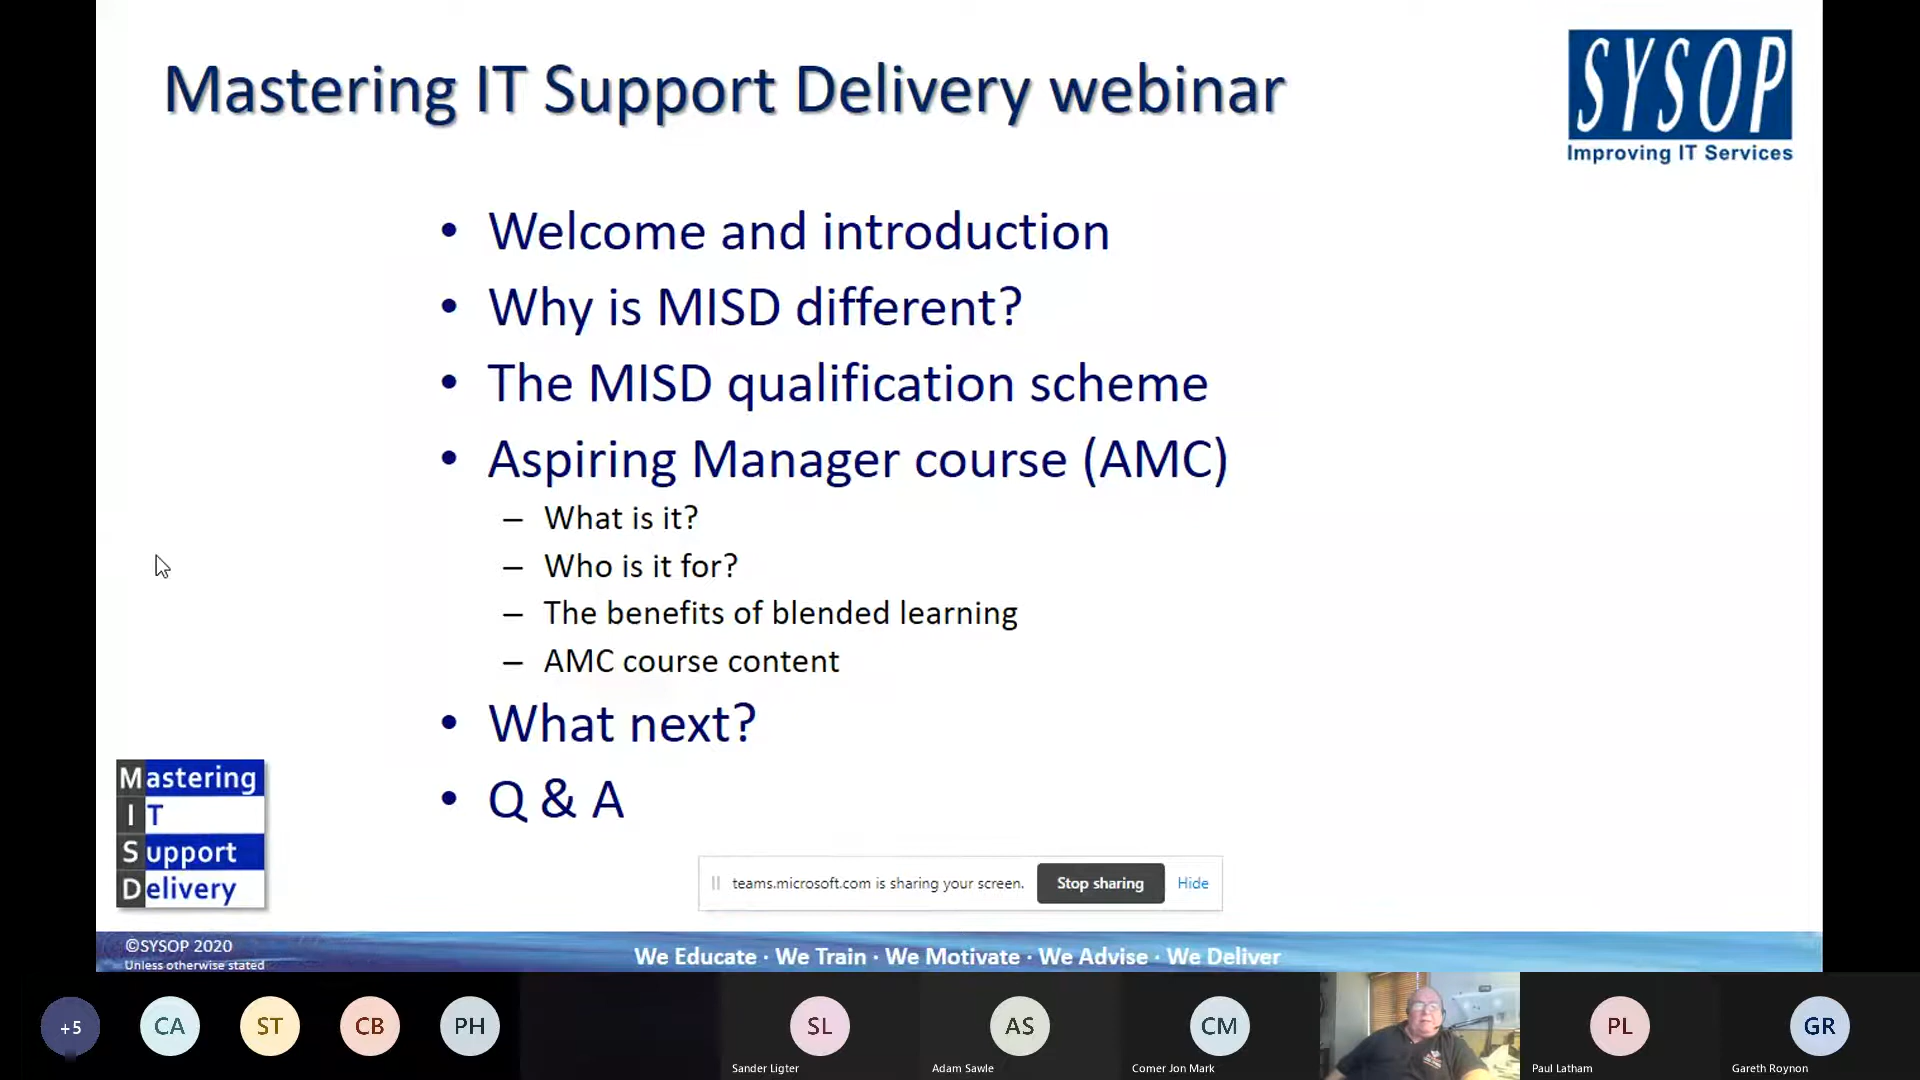 Mastering IT Support Delivery webinar
SYSOP
Improving IT Services
• Welcome and introduction
• Why is MISD different?
• The MISD qualification scheme
• Aspiring Manager course (AMC)
– What is it?
– Who is it for?
– The benefits of blended learning
– AMC course content
• What next?
• Q & A
Mastering
IT
Support
Delivery
teams.microsoft.com is sharing your screen.
Stop sharing
Hide
©SYSOP 2020
Unless otherwise stated
We Educate · We Train · We Motivate · We Advise · We Deliver
+5
CA
ST
CB
PH
SL
AS
CM
PL
GR
Sander Ligter
Adam Sawle
Comer Jon Mark
Paul Latham
Gareth Roynon